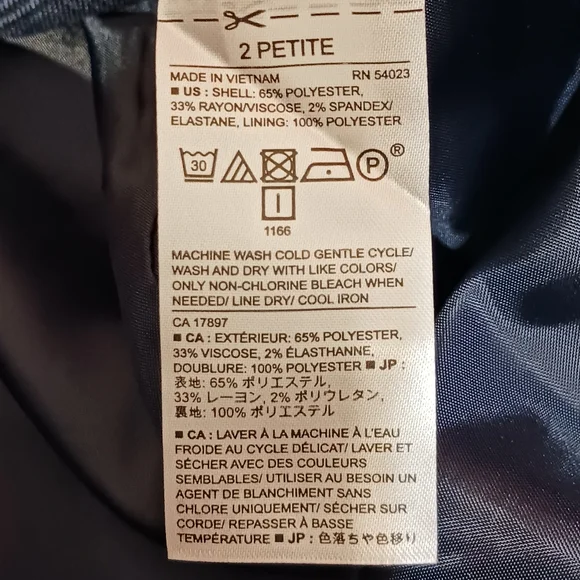 2 PETITE
MADE IN VIETNAM RN 54023
■ US : SHELL: 65% POLYESTER,
33% RAYON/VISCOSE, 2% SPANDEX/
ELASTANE, LINING: 100% POLYESTER
30 P ®
1166
MACHINE WASH COLD GENTLE CYCLE/
WASH AND DRY WITH LIKE COLORS/
ONLY NON-CHLORINE BLEACH WHEN
NEEDED/ LINE DRY/ COOL IRON
CA 17897
■ CA : EXTÉRIEUR: 65% POLYESTER,
33% VISCOSE, 2% ÉLASTHANNE,
DOUBLURE: 100% POLYESTER ■ JP :
表地: 65% ポリエステル,
33% レーヨン, 2% ポリウレタン,
裏地: 100% ポリエステル
■ CA : LAVER À LA MACHINE À L'EAU
FROIDE AU CYCLE DÉLICAT/ LAVER ET
SÉCHER AVEC DES COULEURS
SEMBLABLES/ UTILISER AU BESOIN UN
AGENT DE BLANCHIMENT SANS
CHLORE UNIQUEMENT/ SÉCHER SUR
CORDE/ REPASSER À BASSE
TEMPÉRATURE ■ JP : 色落ちや色移り